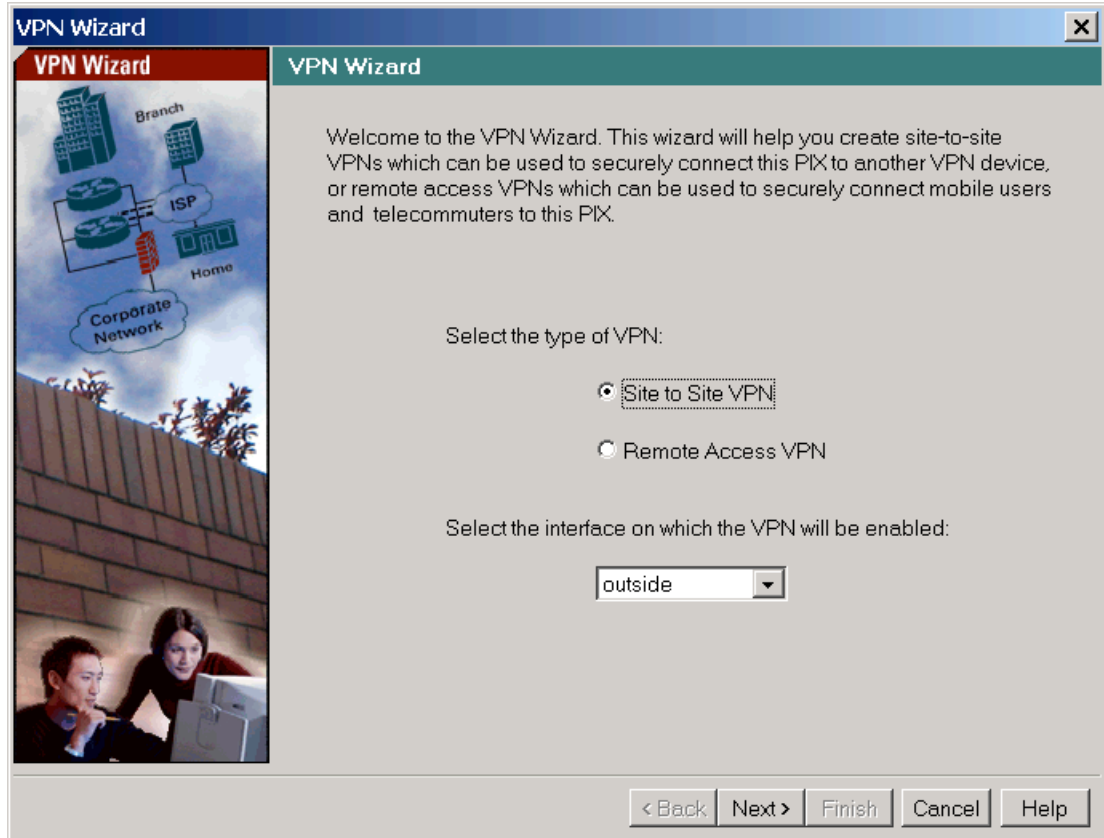 VPN Wizard
VPN Wizard
Branch
ISP
Home
Corporate
Network
VPN Wizard
Welcome to the VPN Wizard. This wizard will help you create site-to-site
VPNs which can be used to securely connect this PIX to another VPN device,
or remote access VPNs which can be used to securely connect mobile users
and telecommuters to this PIX.
Select the type of VPN:
Site to Site VPN
Remote Access VPN
Select the interface on which the VPN will be enabled:
outside
< Back Next > Finish Cancel Help